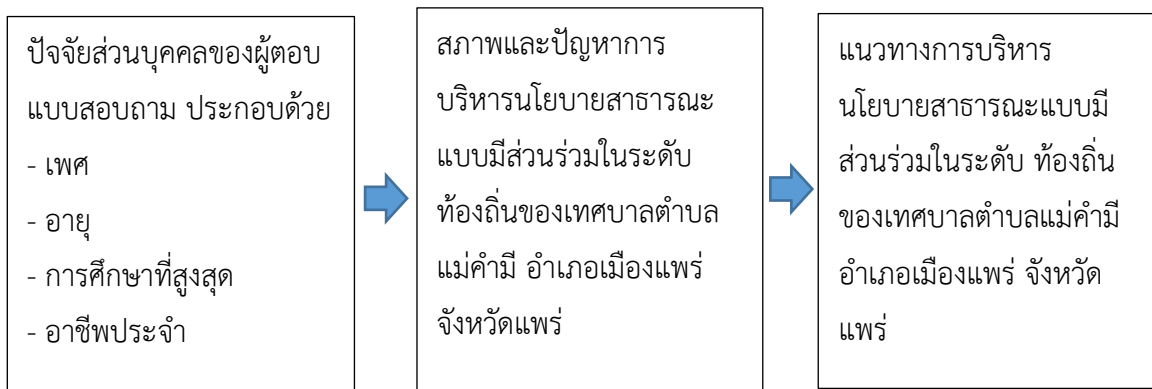 ปัจจัยส่วนบุคคลของผู้ตอบ
แบบสอบถาม ประกอบด้วย
- เพศ
- อายุ
- การศึกษาที่สูงสุด
- อาชีพประจำ
สภาพและปัญหาการ
บริหารนโยบายสาธารณะ
แบบมีส่วนร่วมในระดับ
ท้องถิ่นของเทศบาลตำบล
แม่คำมี อำเภอเมืองแพร่
จังหวัดแพร่
แนวทางการบริหาร
นโยบายสาธารณะแบบมี
ส่วนร่วมในระดับ ท้องถิ่น
ของเทศบาลตำบลแม่คำมี
อำเภอเมืองแพร่ จังหวัด
แพร่